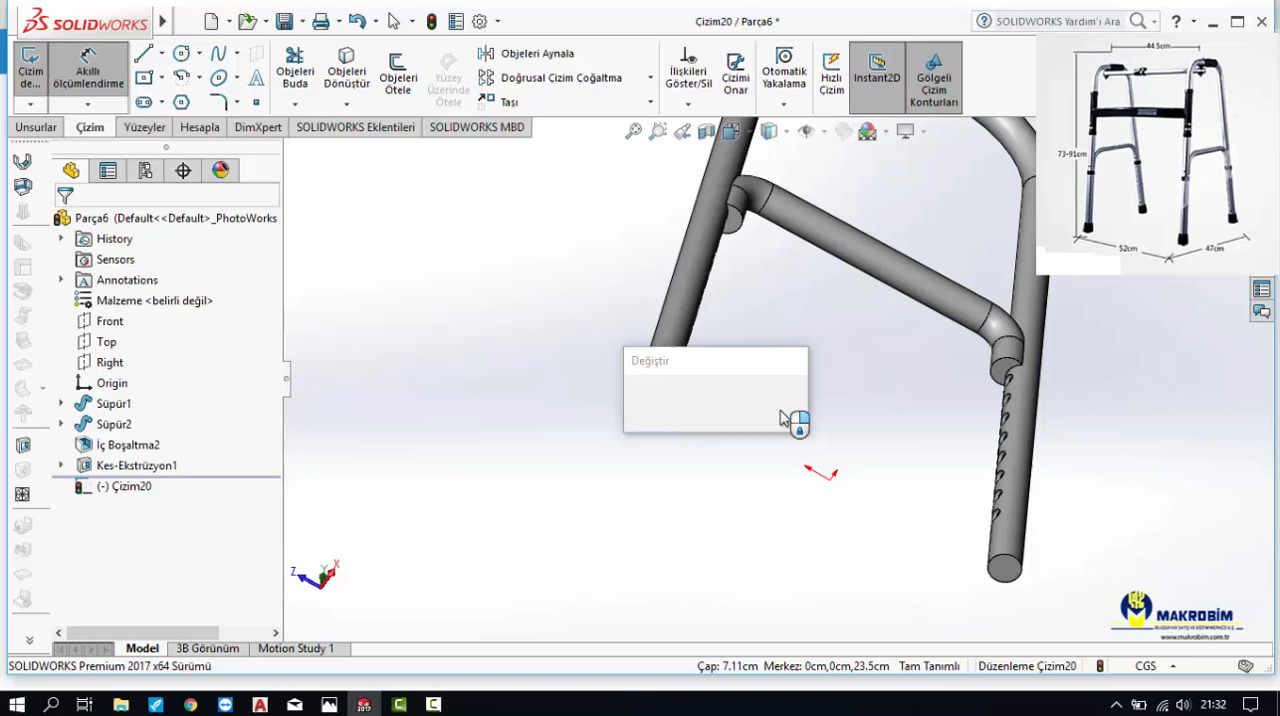 SOLIDWORKS
Çizim20 / Parça6 *
SOLIDWORKS Yardım'ı Ara
Çizim de...
Akıllı ölçümlendirme
Objeleri Buda
Objeleri Dönüştür
Objeleri Ötele
Yüzey Üzerinde Ötele
Objeleri Aynala
Doğrusal Çizim Çoğaltma
Taşı
İlişkileri Göster/Sil
Çizimi Onar
Otomatik Yakalama
Hızlı Çizim
Instant2D
Gölgeli Çizim Konturları
Unsurlar
Çizim
Yüzeyler
Hesapla
DimXpert
SOLIDWORKS Eklentileri
SOLIDWORKS MBD
Parça6 (Default<<Default>_PhotoWorks
History
Sensors
Annotations
Malzeme <belirli değil>
Front
Top
Right
Origin
Süpür1
Süpür2
İç Boşaltma2
Kes-Ekstrüzyon1
(-) Çizim20
Değiştir
44.5cm
73-91cm
52cm
47cm
Z
Y
X
MAKROBİM
www.makrobim.com
Model
3B Görünüm
Motion Study 1
SOLIDWORKS Premium 2017 x64 Sürümü
Çap: 7.11cm Merkez: 0cm,0cm,23.5cm
Tam Tanımlı
Düzenleme Çizim20
CGS
21:32